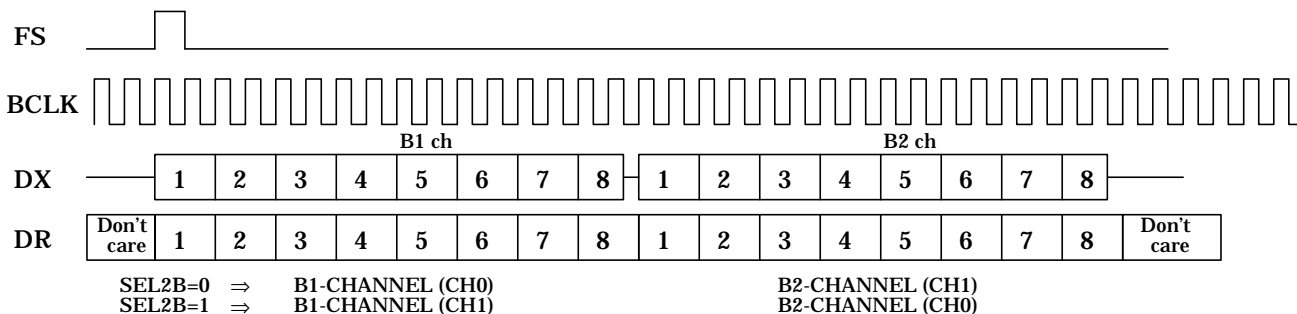 FS
BCLK
B1 ch B2 ch
DX 1 2 3 4 5 6 7 8 1 2 3 4 5 6 7 8
DR Don't care 1 2 3 4 5 6 7 8 1 2 3 4 5 6 7 8 Don't care
SEL2B=0 ⇒ B1-CHANNEL (CH0) B2-CHANNEL (CH1)
SEL2B=1 ⇒ B1-CHANNEL (CH1) B2-CHANNEL (CH0)